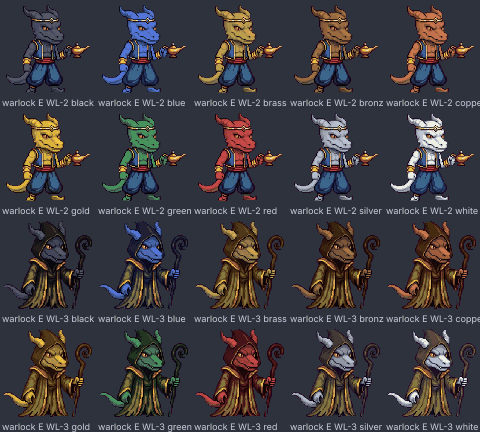 warlock E WL-2 black warlock E WL-2 blue warlock E WL-2 brass warlock E WL-2 bronz warlock E WL-2 coppe
warlock E WL-2 gold warlock E WL-2 green warlock E WL-2 red warlock E WL-2 silver warlock E WL-2 white
warlock E WL-3 black warlock E WL-3 blue warlock E WL-3 brass warlock E WL-3 bronz warlock E WL-3 coppe
warlock E WL-3 gold warlock E WL-3 green warlock E WL-3 red warlock E WL-3 silver warlock E WL-3 white